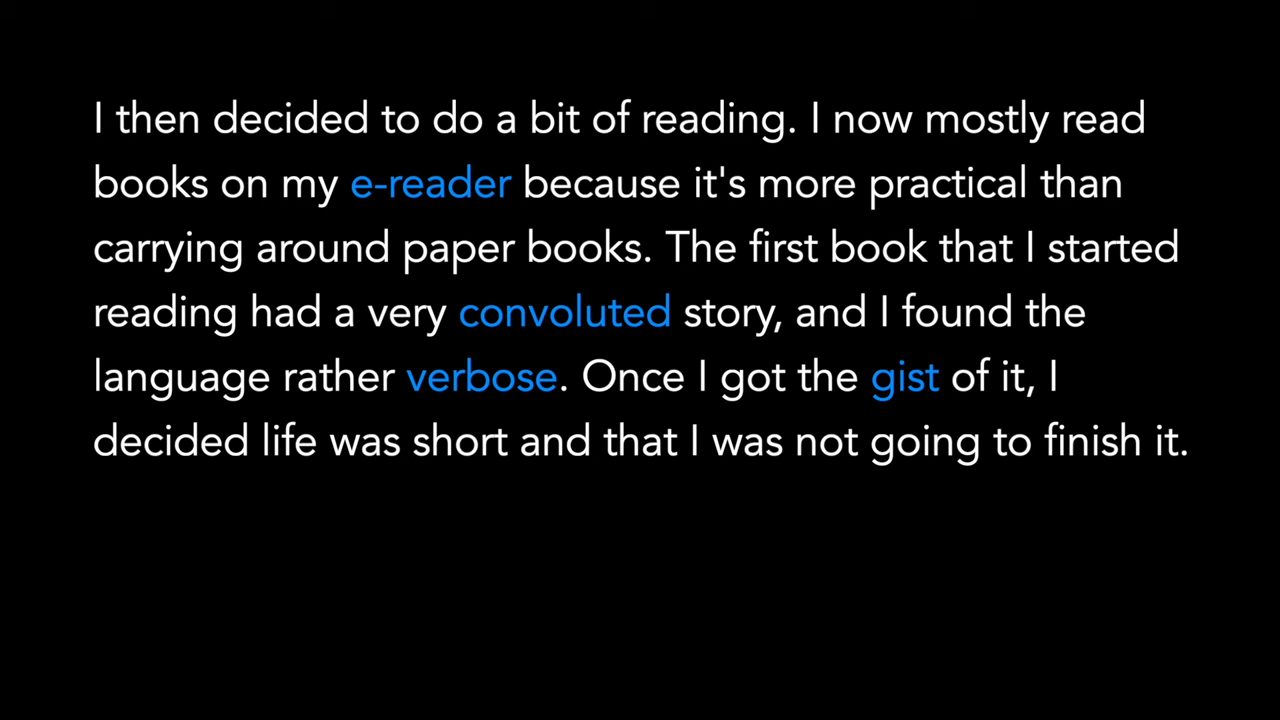 I then decided to do a bit of reading. I now mostly read
books on my e-reader because it's more practical than
carrying around paper books. The first book that I started
reading had a very convoluted story, and I found the
language rather verbose. Once I got the gist of it, I
decided life was short and that I was not going to finish it.